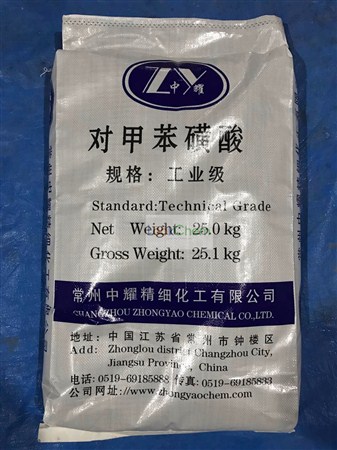 ZY
中 耀
对甲苯磺酸
规格：工业级
Standard:Technical Grade
Net Weight: 25.0 kg
Gross Weight: 25.1 kg
常州中耀精细化工有限公司
CHANGZHOU ZHONGYAO CHEMICAL CO.,LTD.
地址：中国江苏省常州市钟楼区
Add: Zhonglou district Changzhou City,
Jiangsu Province, China
电话: 0519-69185888 传真: 0519-69185833
公司网址://www.zhongyaochem.com